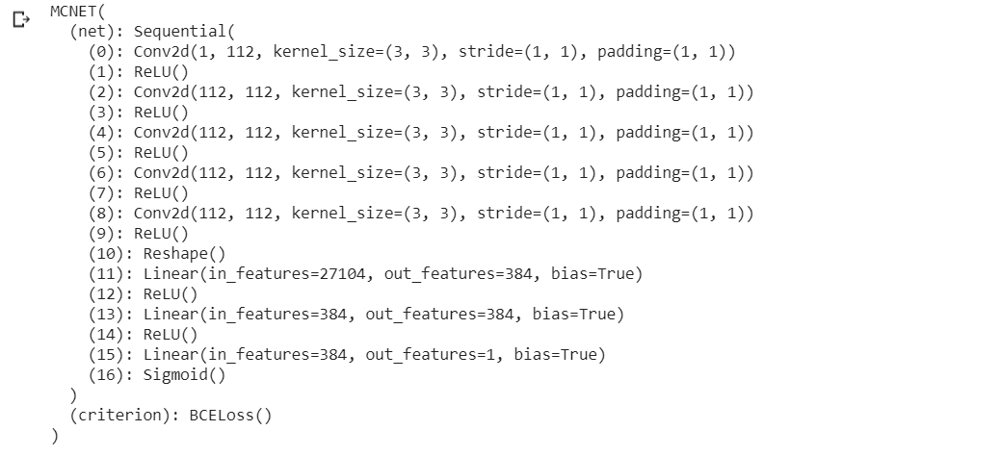 MCNET(
  (net): Sequential(
    (0): Conv2d(1, 112, kernel_size=(3, 3), stride=(1, 1), padding=(1, 1))
    (1): ReLU()
    (2): Conv2d(112, 112, kernel_size=(3, 3), stride=(1, 1), padding=(1, 1))
    (3): ReLU()
    (4): Conv2d(112, 112, kernel_size=(3, 3), stride=(1, 1), padding=(1, 1))
    (5): ReLU()
    (6): Conv2d(112, 112, kernel_size=(3, 3), stride=(1, 1), padding=(1, 1))
    (7): ReLU()
    (8): Conv2d(112, 112, kernel_size=(3, 3), stride=(1, 1), padding=(1, 1))
    (9): ReLU()
    (10): Reshape()
    (11): Linear(in_features=27104, out_features=384, bias=True)
    (12): ReLU()
    (13): Linear(in_features=384, out_features=384, bias=True)
    (14): ReLU()
    (15): Linear(in_features=384, out_features=1, bias=True)
    (16): Sigmoid()
  )
  (criterion): BCELoss()
)